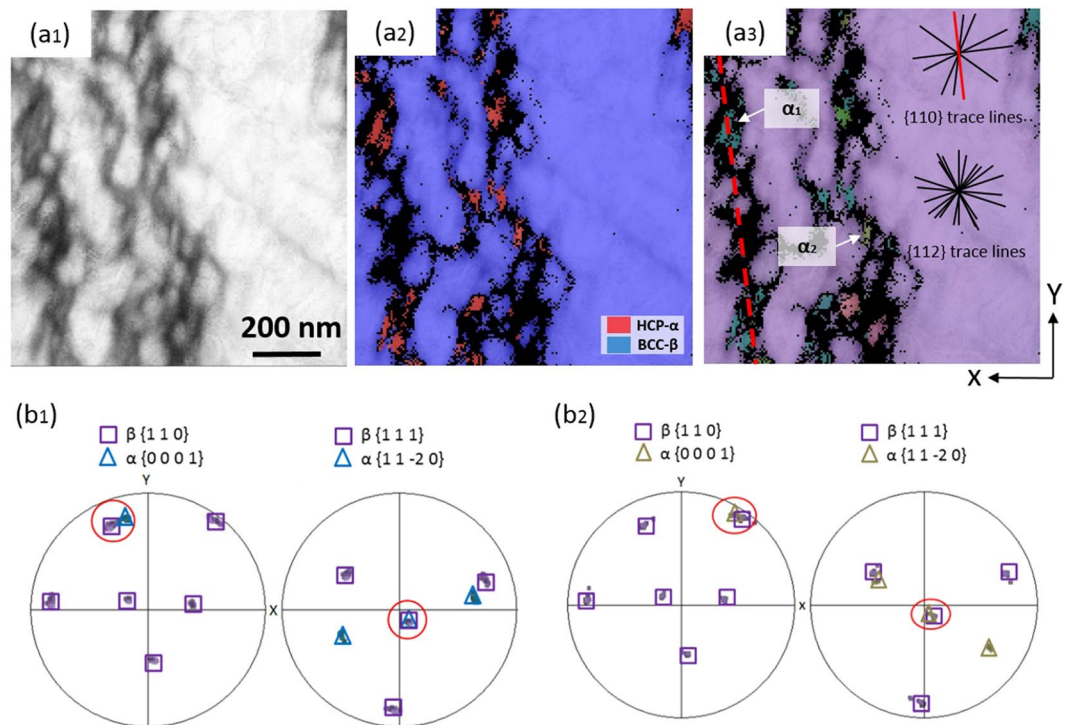 (a1)
200 nm
(a2)
HCP-α
BCC-β
(a3)
α1
α2
{110} trace lines
{112} trace lines
Y
X
(b1)
β {1 1 0}
α {0 0 0 1}
β {1 1 1}
α {1 1 -2 0}
Y
X
(b2)
β {1 1 0}
α {0 0 0 1}
β {1 1 1}
α {1 1 -2 0}
Y
x